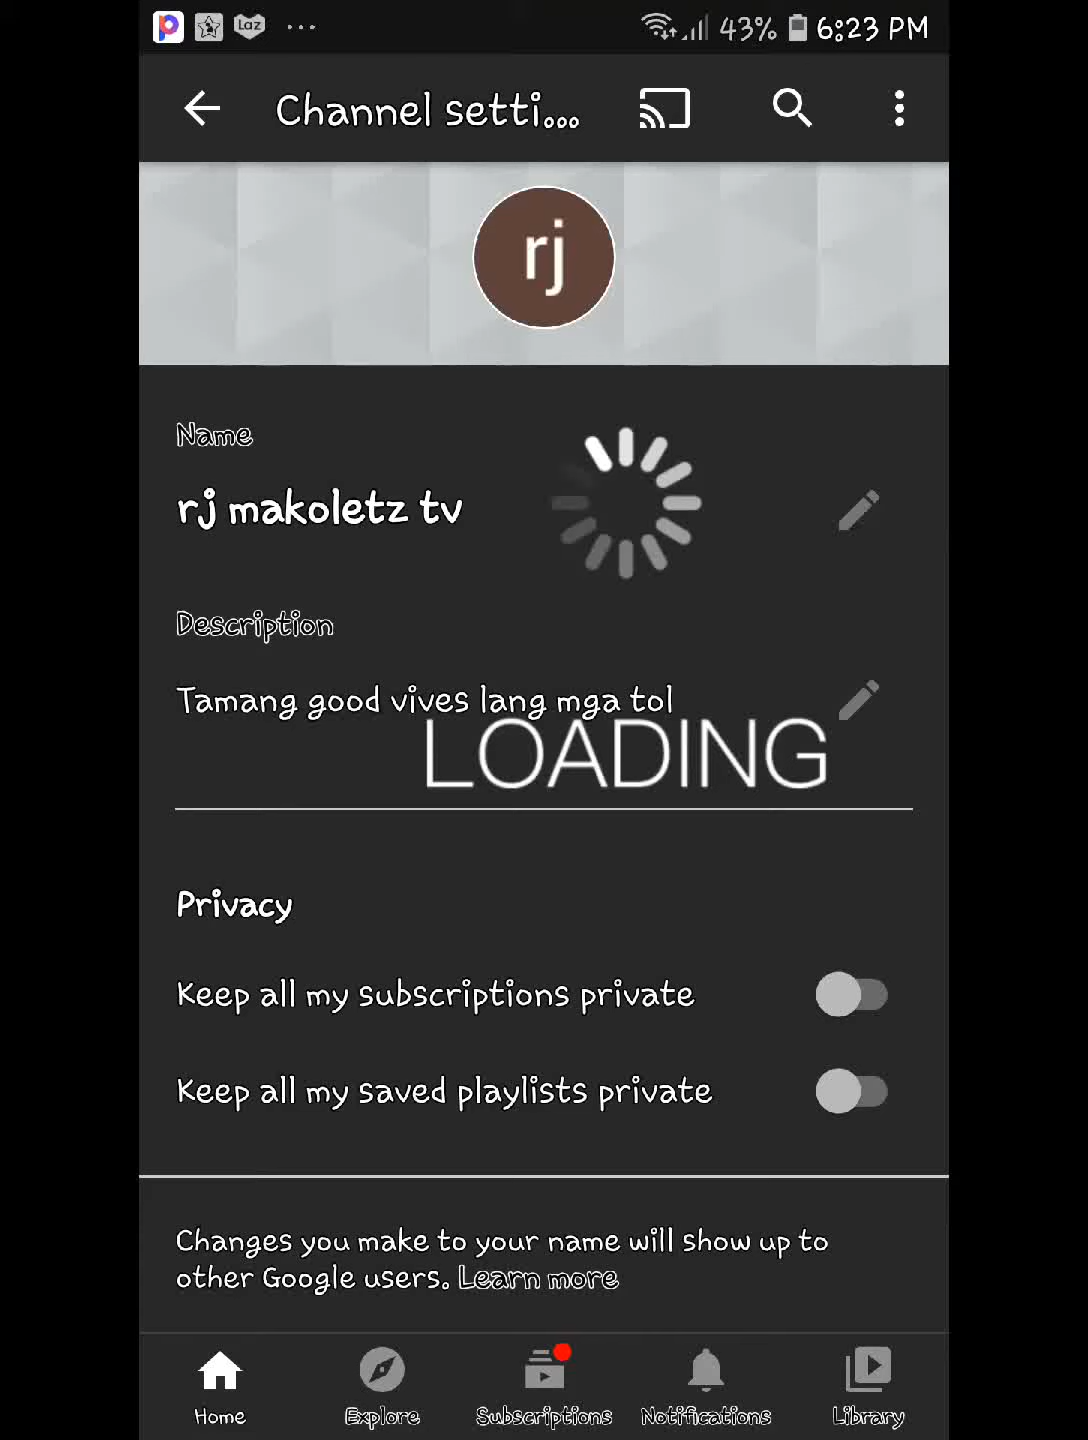 Laz
43% 6:23 PM
Channel setti...
rj
Name
rj makoletz tv
Description
Tamang good vives lang mga tol
LOADING
Privacy
Keep all my subscriptions private
Keep all my saved playlists private
Changes you make to your name will show up to
other Google users. Learn more
Home Explore Subscriptions Notifications Library